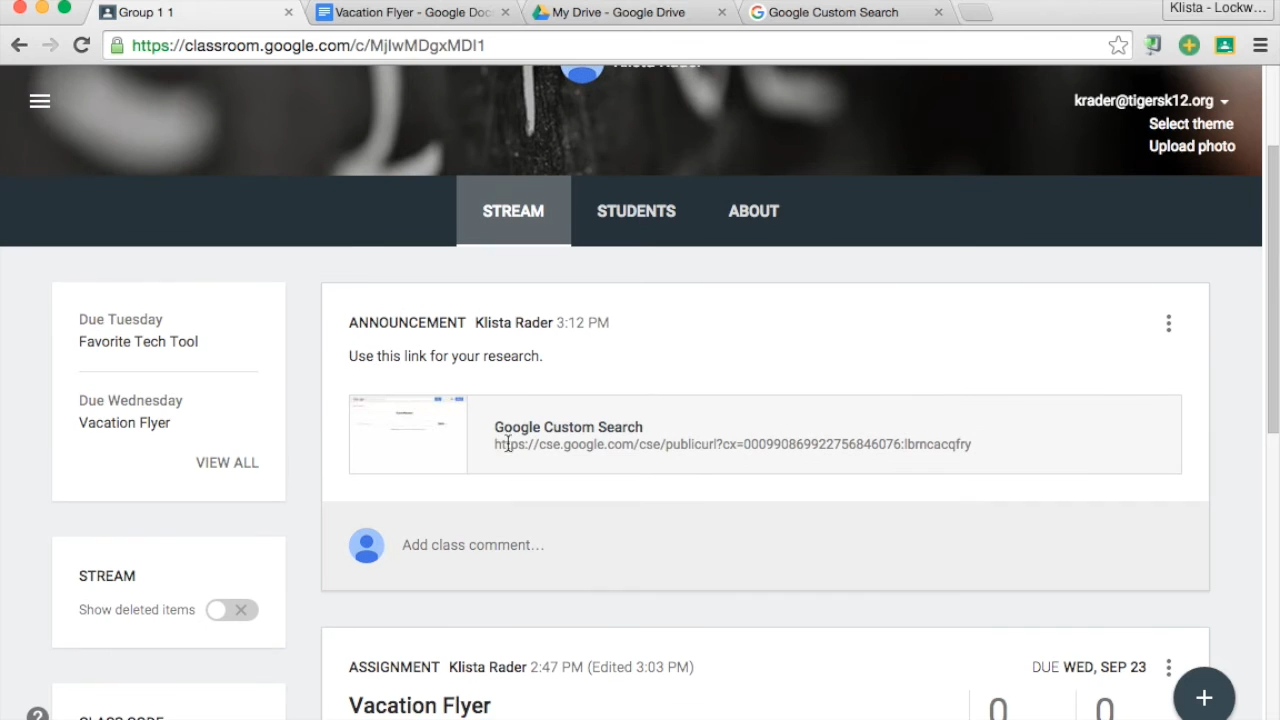 Group 1 1
Vacation Flyer - Google Doc
My Drive - Google Drive
Google Custom Search
Klista - Lockw...
https://classroom.google.com/c/MjIwMDgxMDI1
krader@tigersk12.org
Select theme
Upload photo
STREAM STUDENTS ABOUT
Due Tuesday
Favorite Tech Tool
Due Wednesday
Vacation Flyer
VIEW ALL
STREAM
Show deleted items
ANNOUNCEMENT Klista Rader 3:12 PM
Use this link for your research.
Google Custom Search
https://cse.google.com/cse/publicurl?cx=000990869922756846076:lbrncacqfry
Add class comment...
ASSIGNMENT Klista Rader 2:47 PM (Edited 3:03 PM)
DUE WED, SEP 23
Vacation Flyer
0 0